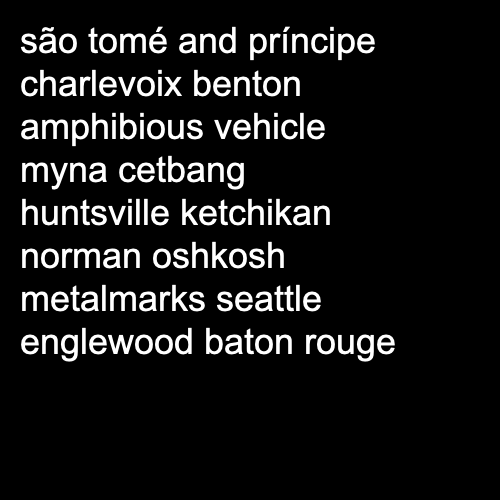 são tomé and príncipe
charlevoix benton
amphibious vehicle
myna cetbang
huntsville ketchikan
norman oshkosh
metalmarks seattle
englewood baton rouge